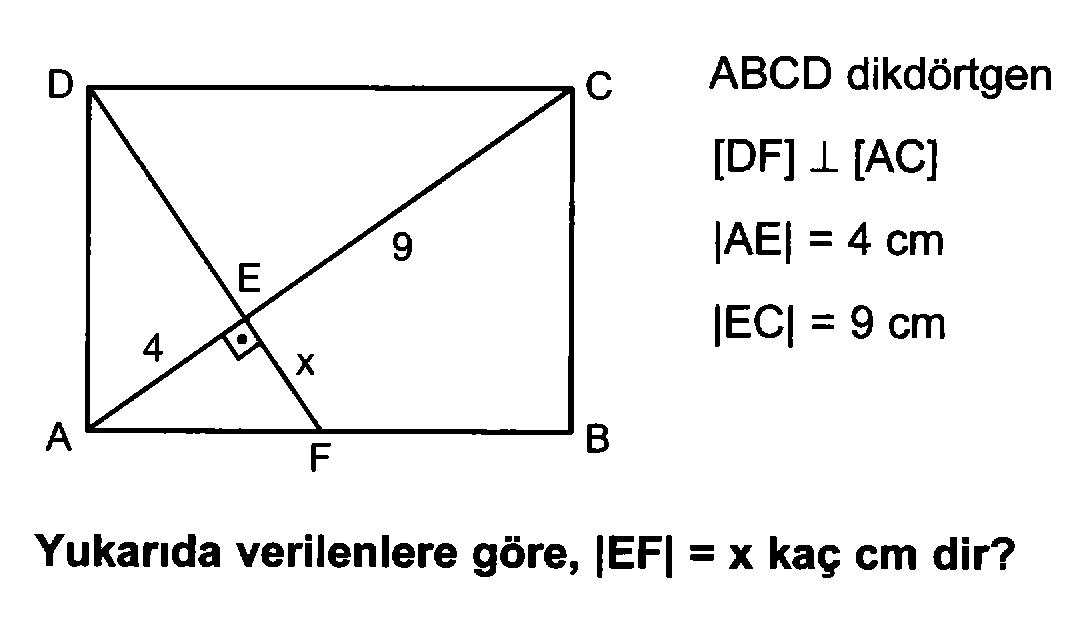 D
C
ABCD dikdörtgen
[DF] ⊥ [AC]
|AE| = 4 cm
|EC| = 9 cm
9
E
4
x
A
F
B
Yukarıda verilenlere göre, |EF| = x kaç cm dir?